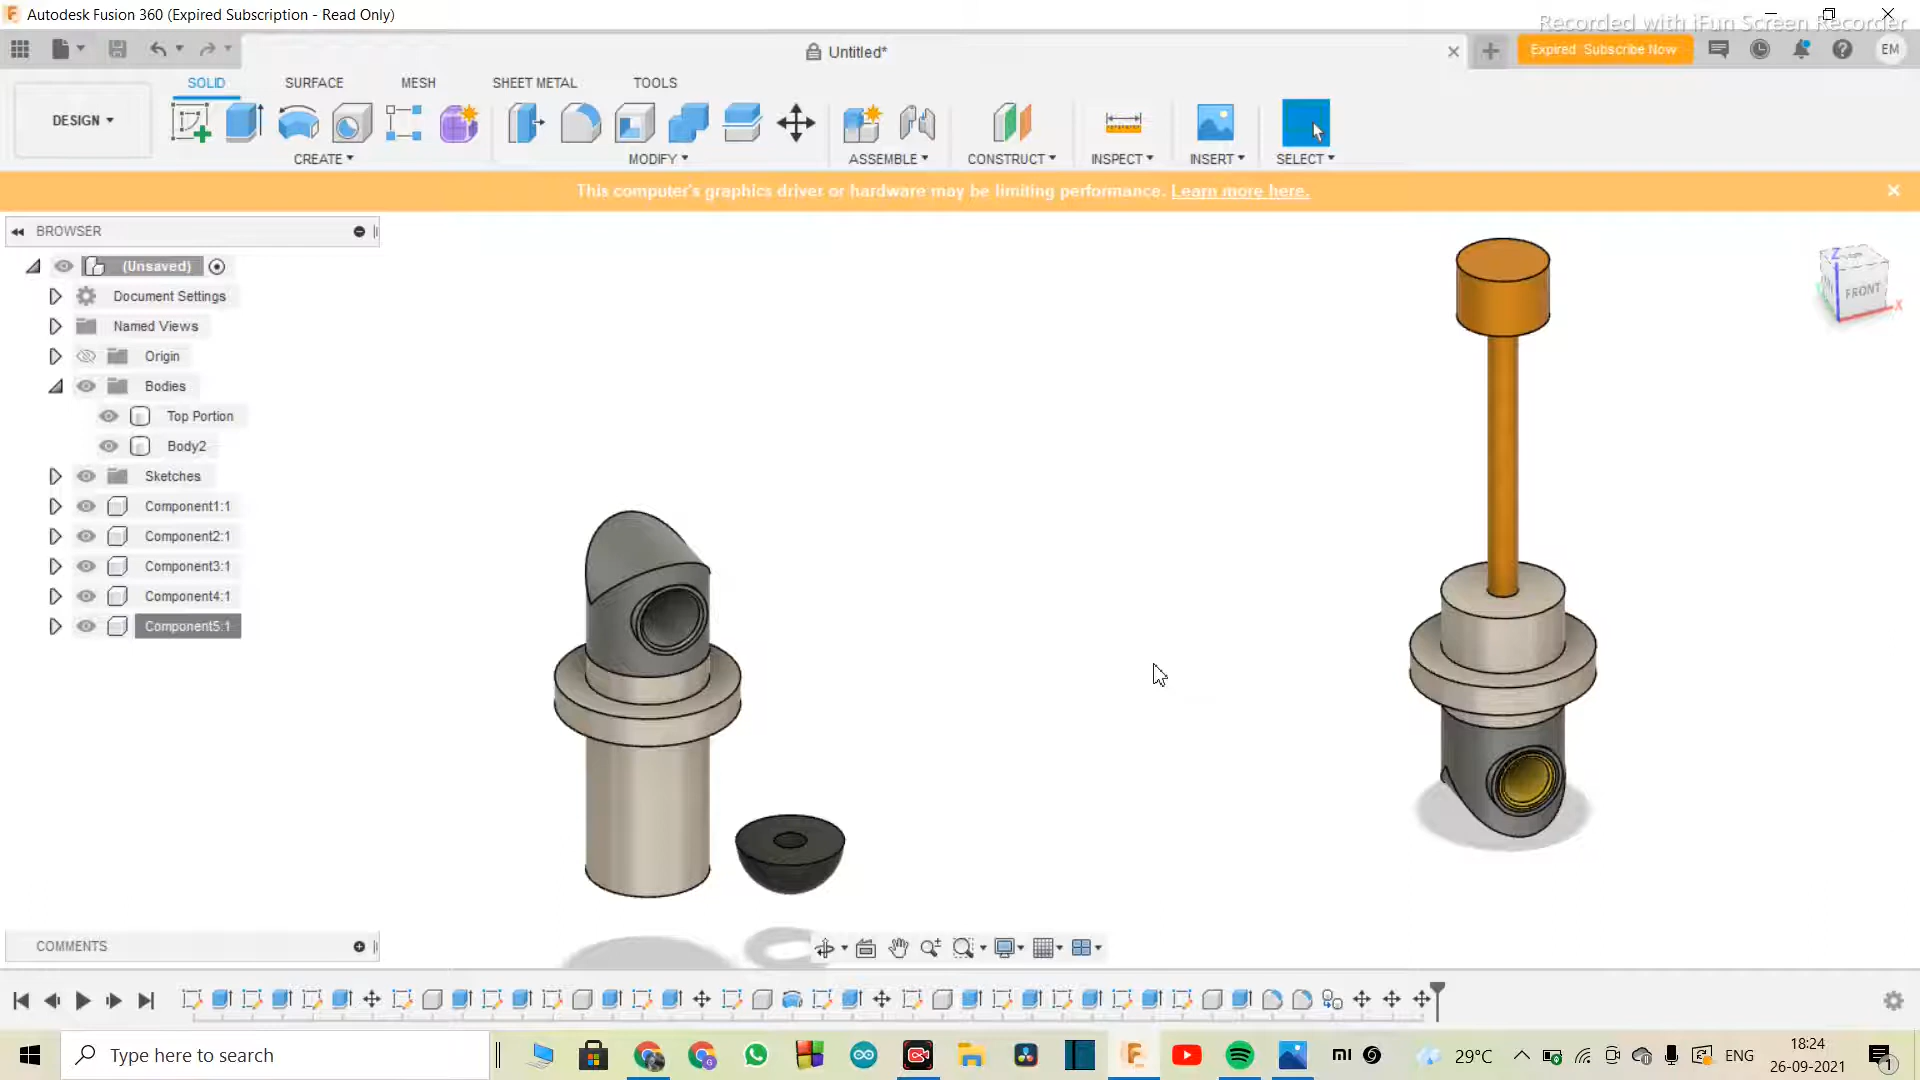 Autodesk Fusion 360 (Expired Subscription - Read Only)
Recorded with iFun Screen Recorder
Untitled*
Expired Subscribe Now
EM
SOLID
SURFACE
MESH
SHEET METAL
TOOLS
DESIGN
CREATE
MODIFY
ASSEMBLE
CONSTRUCT
INSPECT
INSERT
SELECT
This computer's graphics driver or hardware may be limiting performance. Learn more here.
BROWSER
(Unsaved)
Document Settings
Named Views
Origin
Bodies
Top Portion
Body2
Sketches
Component1:1
Component2:1
Component3:1
Component4:1
Component5:1
Z
FRONT
X
COMMENTS
Type here to search
29°C
ENG
18:24
26-09-2021
1